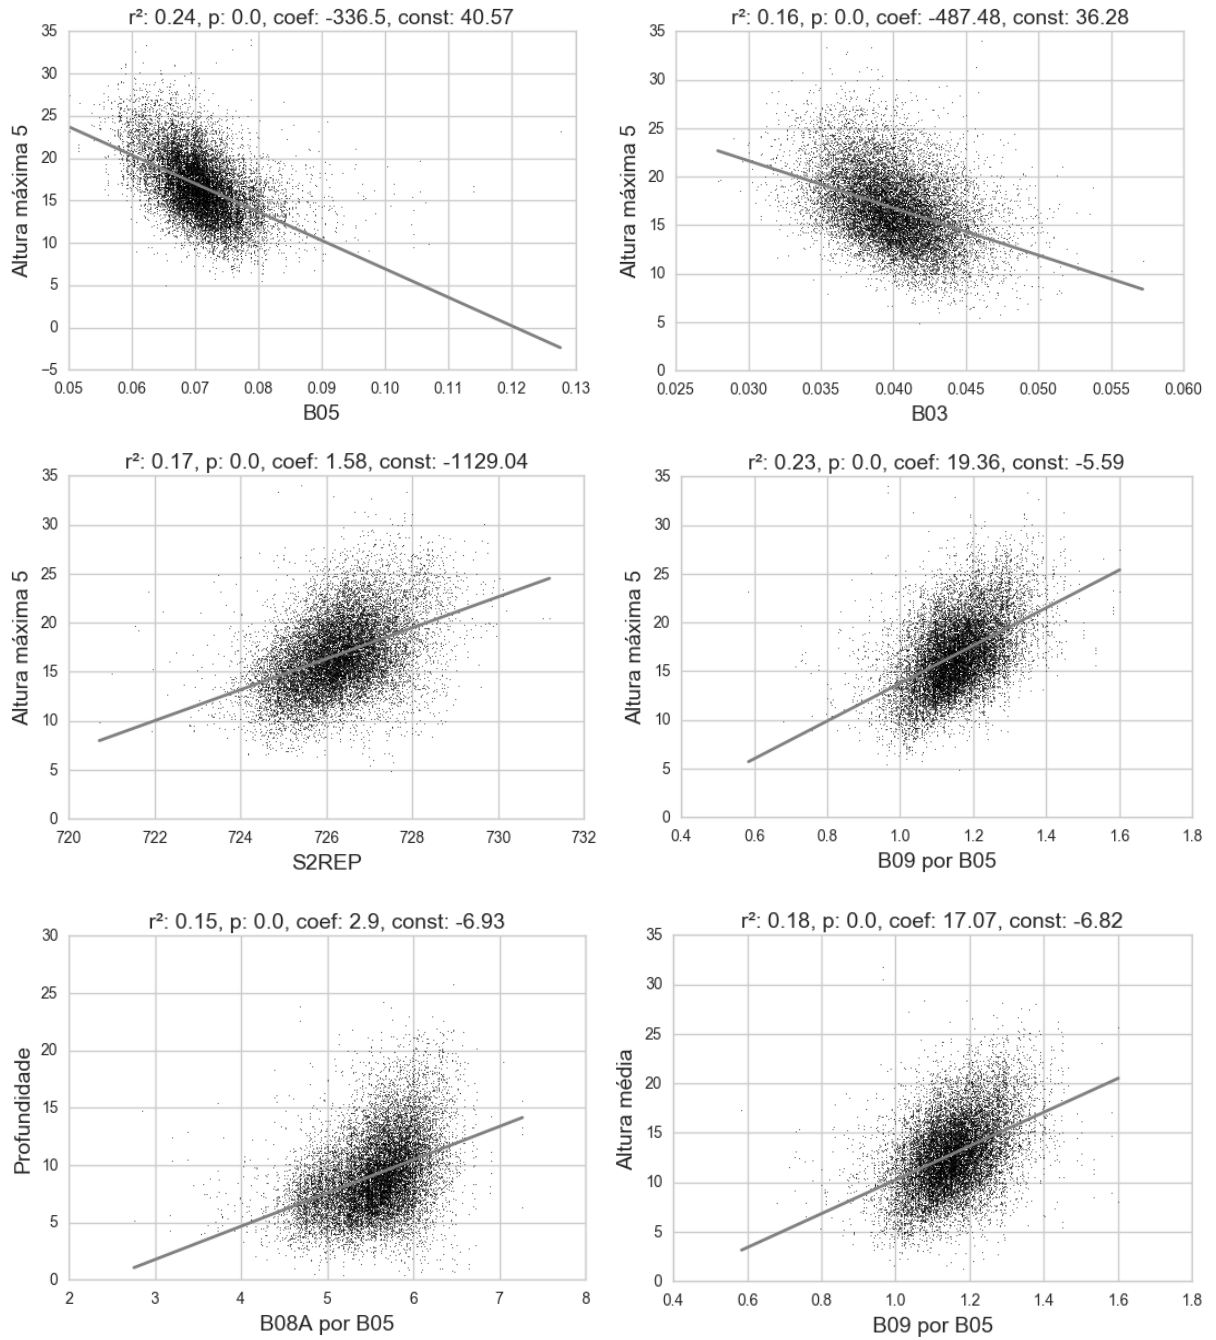 r²: 0.24, p: 0.0, coef: -336.5, const: 40.57
35
30
25
20
15
10
5
0
−5
Altura máxima 5
0.05 0.06 0.07 0.08 0.09 0.10 0.11 0.12 0.13
B05
r²: 0.16, p: 0.0, coef: -487.48, const: 36.28
35
30
25
20
15
10
5
0
Altura máxima 5
0.025 0.030 0.035 0.040 0.045 0.050 0.055 0.060
B03
r²: 0.17, p: 0.0, coef: 1.58, const: -1129.04
35
30
25
20
15
10
5
0
Altura máxima 5
720 722 724 726 728 730 732
S2REP
r²: 0.23, p: 0.0, coef: 19.36, const: -5.59
35
30
25
20
15
10
5
0
Altura máxima 5
0.4 0.6 0.8 1.0 1.2 1.4 1.6 1.8
B09 por B05
r²: 0.15, p: 0.0, coef: 2.9, const: -6.93
30
25
20
15
10
5
0
Profundidade
2 3 4 5 6 7 8
B08A por B05
r²: 0.18, p: 0.0, coef: 17.07, const: -6.82
35
30
25
20
15
10
5
0
Altura média
0.4 0.6 0.8 1.0 1.2 1.4 1.6 1.8
B09 por B05